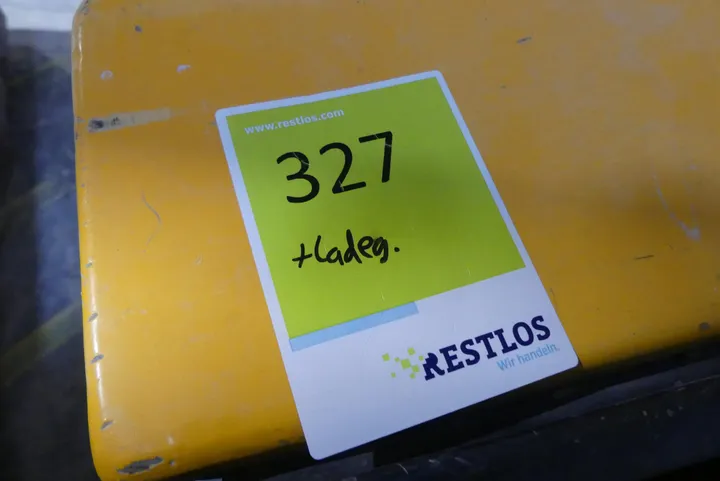 www.restlos.com
327
+Ladeg.
RESTLOS
Wir handeln.